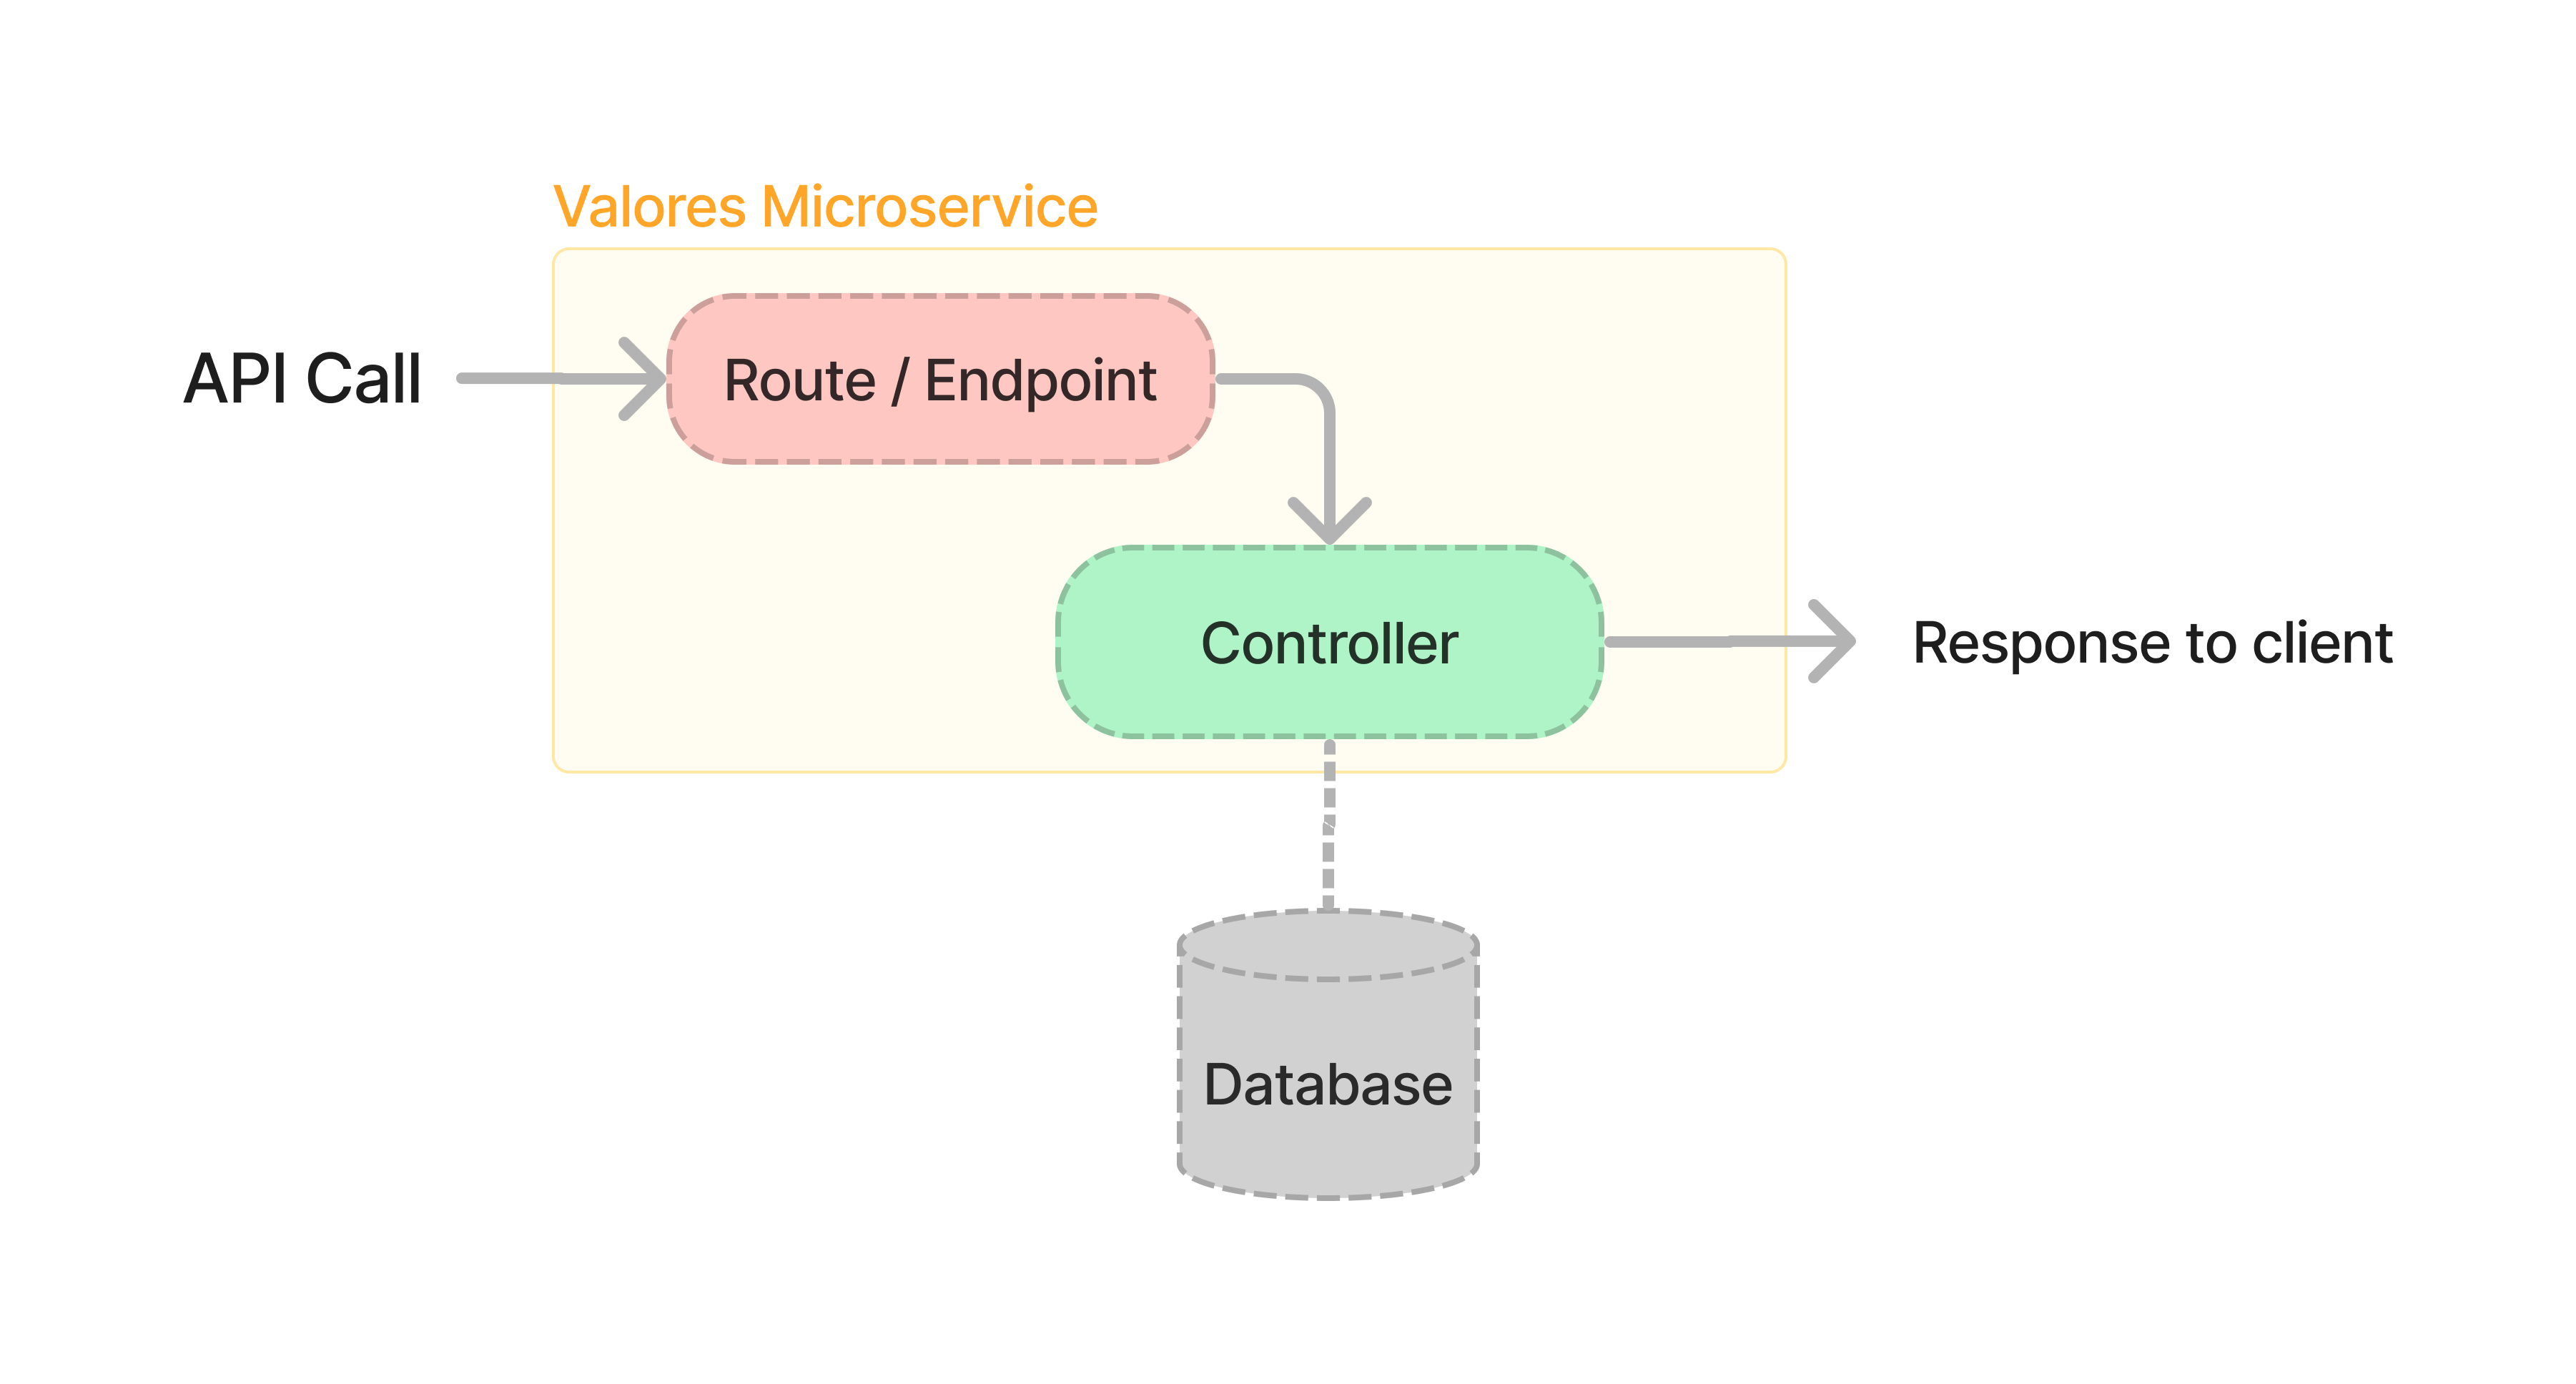 Valores Microservice
API Call
Route / Endpoint
Controller
Response to client
Database